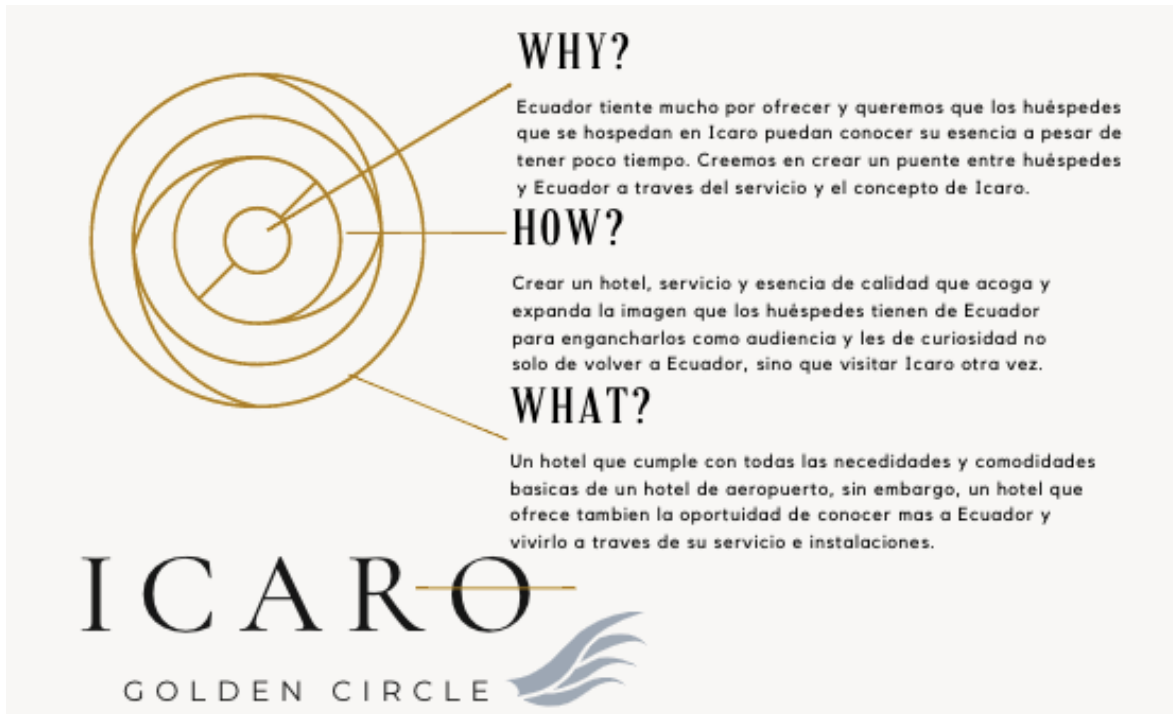 WHY?
Ecuador tiente mucho por ofrecer y queremos que los huéspedes
que se hospedan en Icaro puedan conocer su esencia a pesar de
tener poco tiempo. Creemos en crear un puente entre huéspedes
y Ecuador a traves del servicio y el concepto de Icaro.
HOW?
Crear un hotel, servicio y esencia de calidad que acoga y
expanda la imagen que los huéspedes tienen de Ecuador
para engancharlos como audiencia y les de curiosidad no
solo de volver a Ecuador, sino que visitar Icaro otra vez.
WHAT?
Un hotel que cumple con todas las necedidades y comodidades
basicas de un hotel de aeropuerto, sin embargo, un hotel que
ofrece tambien la oportuidad de conocer mas a Ecuador y
vivirlo a traves de su servicio e instalaciones.
ICARO
GOLDEN CIRCLE